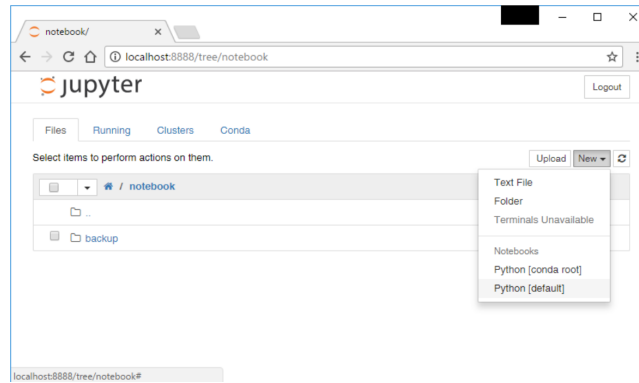 notebook/
localhost:8888/tree/notebook
jupyter
Logout
Files Running Clusters Conda
Select items to perform actions on them.
Upload New
/ notebook
..
backup
Text File
Folder
Terminals Unavailable
Notebooks
Python [conda root]
Python [default]
localhost:8888/tree/notebook#